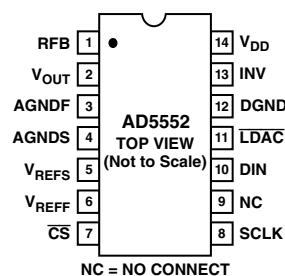 RFB 1 14 VDD
VOUT 2 13 INV
AGNDF 3 12 DGND
AGNDS 4 11 LDAC
VREFS 5 10 DIN
VREFF 6 9 NC
CS 7 8 SCLK
AD5552
TOP VIEW
(Not to Scale)
NC = NO CONNECT